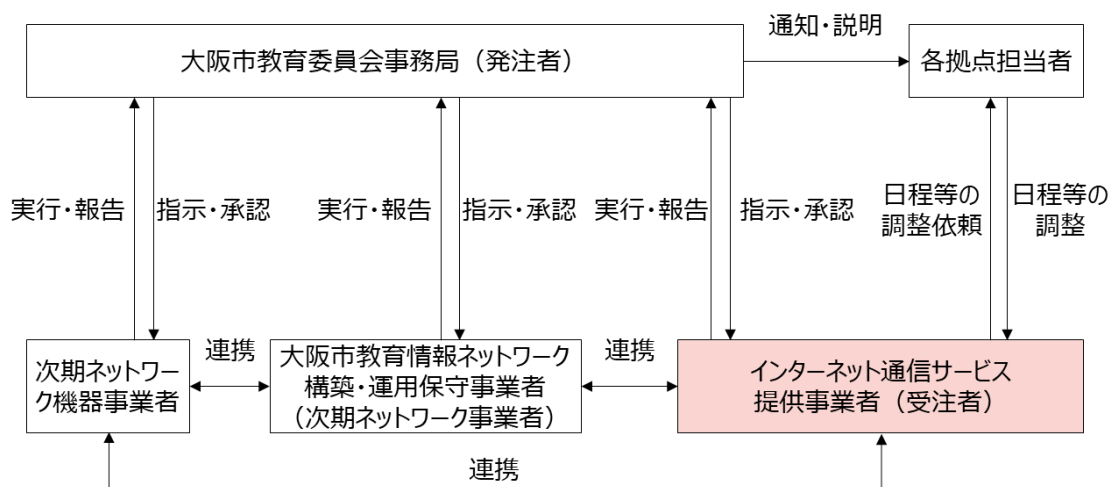 通知・説明
大阪市教育委員会事務局（発注者）
各拠点担当者
実行・報告
指示・承認
実行・報告
指示・承認
実行・報告
指示・承認
日程等の
調整依頼
日程等の
調整
次期ネットワー
ク機器事業者
連携
大阪市教育情報ネットワーク
構築・運用保守事業者
（次期ネットワーク事業者）
連携
インターネット通信サービス
提供事業者（受注者）
連携